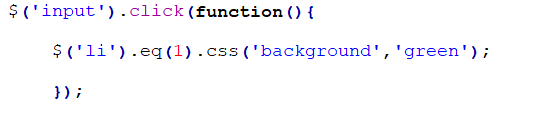 $('input').click(function(){
$('li').eq(1).css('background','green');
});